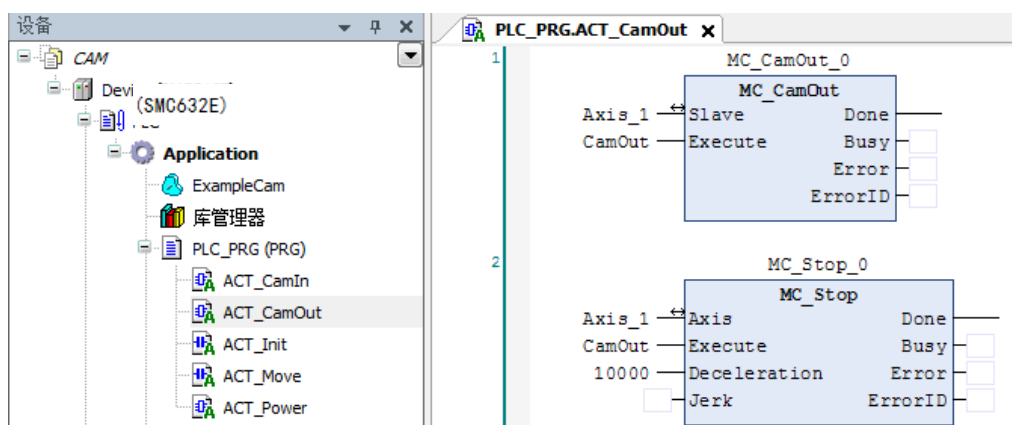 设备
CAM
Devi
(SMC632E)
Application
ExampleCam
库管理器
PLC_PRG (PRG)
ACT_CamIn
ACT_CamOut
ACT_Init
ACT_Move
ACT_Power
PLC_PRG.ACT_CamOut
1
MC_CamOut_0
MC_CamOut
Axis_1 Slave Done
CamOut Execute Busy
Error
ErrorID
2
MC_Stop_0
MC_Stop
Axis_1 Axis Done
CamOut Execute Busy
10000 Deceleration Error
Jerk ErrorID